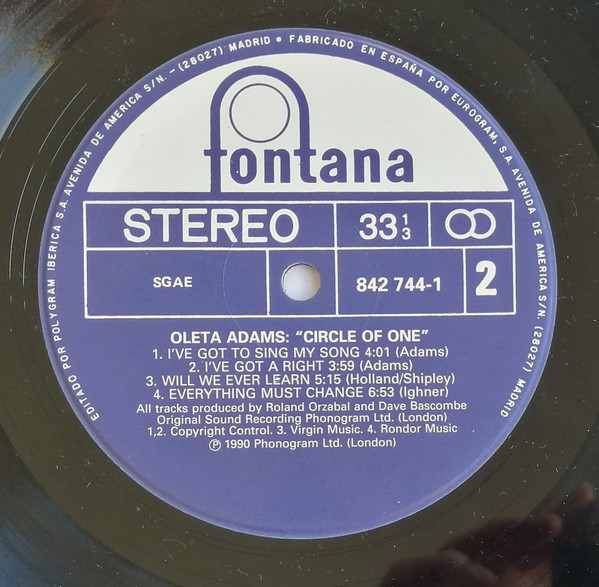 EDITADO POR POLYGRAM IBERICA S.A. AVENIDA DE AMERICA S/N. - (28027) MADRID • FABRICADO EN ESPAÑA POR EUROGRAM, S.A. AVENIDA DE AMERICA S/N. (28027) MADRID
fontana
STEREO 33 1/3 ∞
SGAE 842 744-1 2
OLETA ADAMS: "CIRCLE OF ONE"
1. I'VE GOT TO SING MY SONG 4:01 (Adams)
2. I'VE GOT A RIGHT 3:59 (Adams)
3. WILL WE EVER LEARN 5:15 (Holland/Shipley)
4. EVERYTHING MUST CHANGE 6:53 (Ighner)
All tracks produced by Roland Orzabal and Dave Bascombe
Original Sound Recording Phonogram Ltd. (London)
1,2. Copyright Control. 3. Virgin Music. 4. Rondor Music
℗ 1990 Phonogram Ltd. (London)